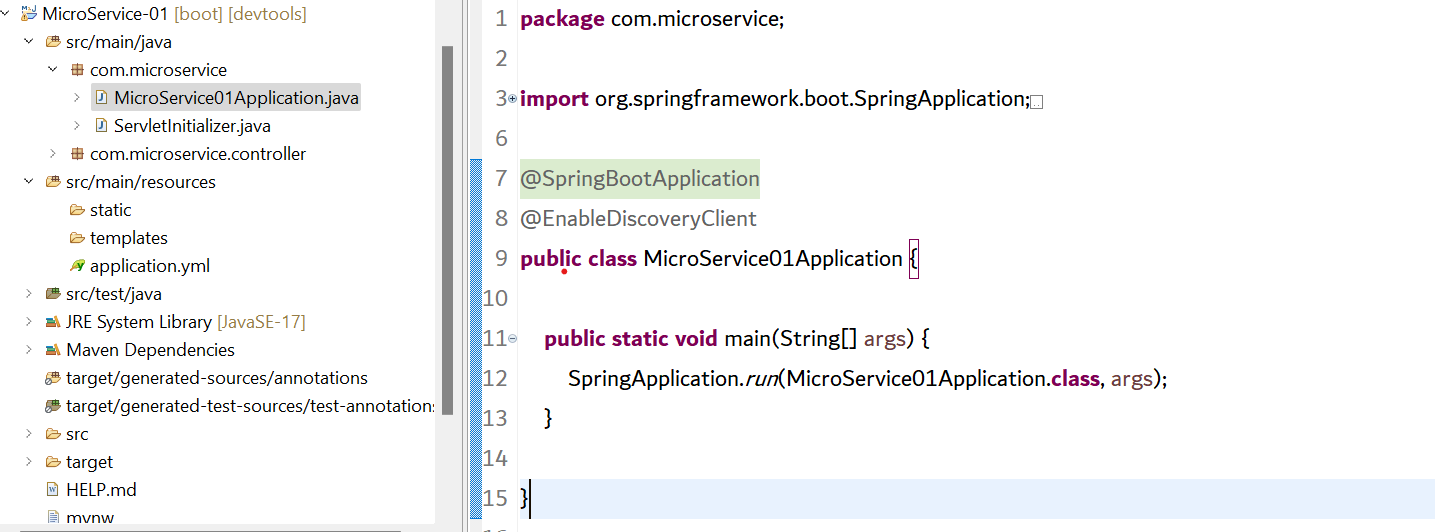 MicroService-01 [boot] [devtools]
src/main/java
com.microservice
MicroService01Application.java
ServletInitializer.java
com.microservice.controller
src/main/resources
static
templates
application.yml
src/test/java
JRE System Library [JavaSE-17]
Maven Dependencies
target/generated-sources/annotations
target/generated-test-sources/test-annotations
src
target
HELP.md
mvnw
1 package com.microservice;
2
3 import org.springframework.boot.SpringApplication;
6
7 @SpringBootApplication
8 @EnableDiscoveryClient
9 public class MicroService01Application {
10
11 public static void main(String[] args) {
12 SpringApplication.run(MicroService01Application.class, args);
13 }
14
15 }